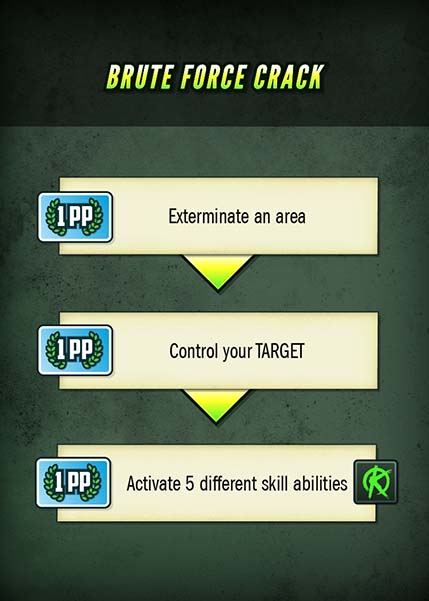 BRUTE FORCE CRACK
1 PP
Exterminate an area
1 PP
Control your TARGET
1 PP
Activate 5 different skill abilities